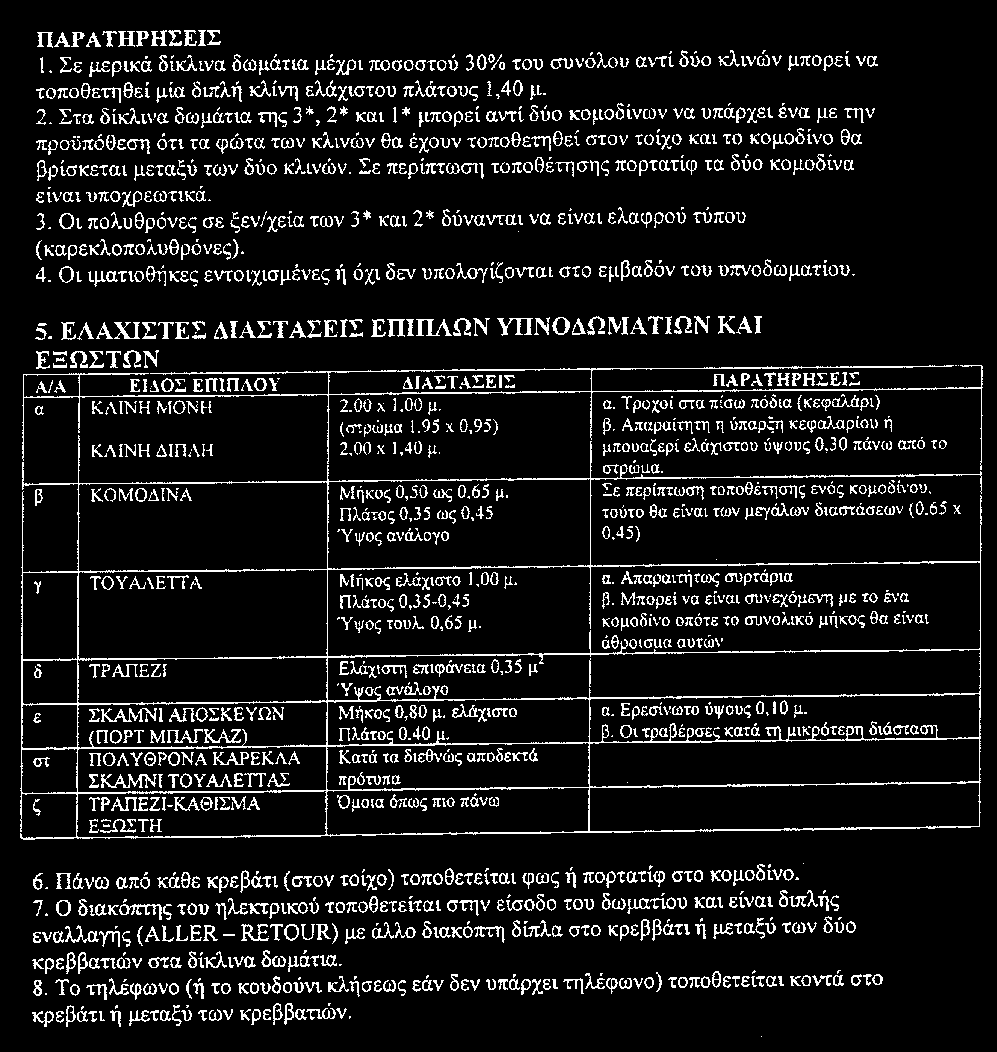 ΠΑΡΑΤΗΡΗΣΕΙΣ
1. Σε μερικά δίκλινα δωμάτια μέχρι ποσοστού 30% του συνόλου αντί δύο κλινών μπορεί να
τοποθετηθεί μία διπλή κλίνη ελάχιστου πλάτους 1,40 μ.
2. Στα δίκλινα δωμάτια της 3*, 2* και 1* μπορεί αντί δύο κομοδίνων να υπάρχει ένα με την
προϋπόθεση ότι τα φώτα των κλινών θα έχουν τοποθετηθεί στον τοίχο και το κομοδίνο θα
βρίσκεται μεταξύ των δύο κλινών. Σε περίπτωση τοποθέτησης πορτατίφ τα δύο κομοδίνα
είναι υποχρεωτικά.
3. Οι πολυθρόνες σε ξεν/χεία των 3* και 2* δύνανται να είναι ελαφρού τύπου
(καρεκλοπολυθρόνες).
4. Οι ιματιοθήκες εντοιχισμένες ή όχι δεν υπολογίζονται στο εμβαδόν του υπνοδωματίου.
5. ΕΛΑΧΙΣΤΕΣ ΔΙΑΣΤΑΣΕΙΣ ΕΠΙΠΛΩΝ ΥΠΝΟΔΩΜΑΤΙΩΝ ΚΑΙ
ΕΞΩΣΤΩΝ
Α/Α ΕΙΔΟΣ ΕΠΙΠΛΟΥ ΔΙΑΣΤΑΣΕΙΣ ΠΑΡΑΤΗΡΗΣΕΙΣ
α ΚΛΙΝΗ ΜΟΝΗ 2.00 x 1.00 μ. α. Τροχοί στα πίσω πόδια (κεφαλάρι)
(στρώμα 1.95 x 0,95) β. Απαραίτητη η ύπαρξη κεφαλαρίου ή
ΚΛΙΝΗ ΔΙΠΛΗ 2,00 x 1,40 μ. μπουαζερί ελάχιστου ύψους 0,30 πάνω από το
στρώμα.
β ΚΟΜΟΔΙΝΑ Μήκος 0,50 ως 0,65 μ. Σε περίπτωση τοποθέτησης ενός κομοδίνου,
Πλάτος 0,35 ως 0,45 τούτο θα είναι των μεγάλων διαστάσεων (0.65 x
Ύψος ανάλογο 0,45)
γ ΤΟΥΑΛΕΤΤΑ Μήκος ελάχιστο 1,00 μ. α. Απαραιτήτως συρτάρια
Πλάτος 0,35-0,45 β. Μπορεί να είναι συνεχόμενη με το ένα
Ύψος τουλ. 0,65 μ. κομοδίνο οπότε το συνολικό μήκος θα είναι
άθροισμα αυτών
δ ΤΡΑΠΕΖΙ Ελάχιστη επιφάνεια 0,35 μ²
Ύψος ανάλογο
ε ΣΚΑΜΝΙ ΑΠΟΣΚΕΥΩΝ Μήκος 0,80 μ. ελάχιστο α. Ερεσίνωτο ύψους 0,10 μ.
(ΠΟΡΤ ΜΠΑΓΚΑΖ) Πλάτος 0.40 μ. β. Οι τραβέρσες κατά τη μικρότερη διάσταση
στ ΠΟΛΥΘΡΟΝΑ ΚΑΡΕΚΛΑ Κατά τα διεθνώς αποδεκτά
ΣΚΑΜΝΙ ΤΟΥΑΛΕΤΤΑΣ πρότυπα
ζ ΤΡΑΠΕΖΙ-ΚΑΘΙΣΜΑ Όμοια όπως πιο πάνω
ΕΞΩΣΤΗ
6. Πάνω από κάθε κρεβάτι (στον τοίχο) τοποθετείται φως ή πορτατίφ στο κομοδίνο.
7. Ο διακόπτης του ηλεκτρικού τοποθετείται στην είσοδο του δωματίου και είναι διπλής
εναλλαγής (ALLER – RETOUR) με άλλο διακόπτη δίπλα στο κρεββάτι ή μεταξύ των δύο
κρεββατιών στα δίκλινα δωμάτια.
8. Το τηλέφωνο (ή το κουδούνι κλήσεως εάν δεν υπάρχει τηλέφωνο) τοποθετείται κοντά στο
κρεβάτι ή μεταξύ των κρεββατιών.